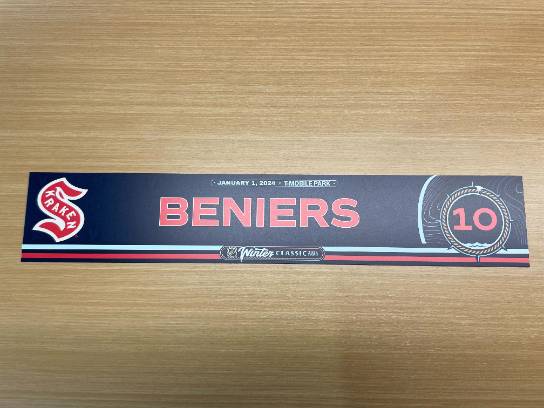 JANUARY 1, 2024 · T-MOBILE PARK
KRAKEN
BENIERS
10
Winter CLASSIC